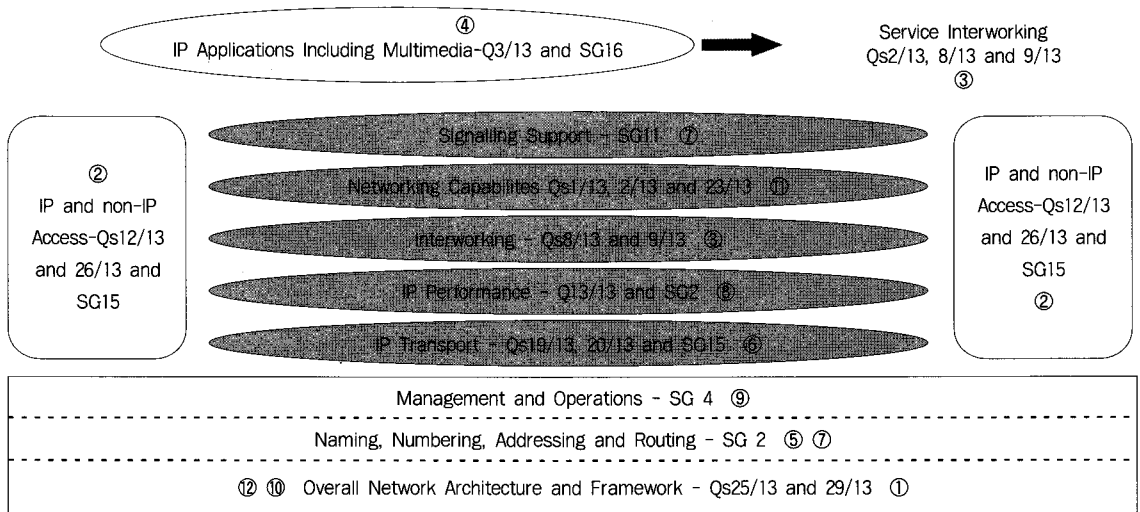 ④
IP Applications Including Multimedia-Q3/13 and SG16
Service Interworking
Qs2/13, 8/13 and 9/13
③
②
IP and non-IP
Access-Qs12/13
and 26/13 and
SG15
Signalling Support - SG11 ⑦
Networking Capabilites Qs1/13, 2/13 and 23/13 ⑪
Interworking - Qs8/13 and 9/13 ③
IP Performance - Q13/13 and SG2 ⑧
IP Transport - Qs19/13, 20/13 and SG15 ⑥
IP and non-IP
Access-Qs12/13
and 26/13 and
SG15
②
Management and Operations - SG 4 ⑨
Naming, Numbering, Addressing and Routing - SG 2 ⑤ ⑦
⑫ ⑩ Overall Network Architecture and Framework - Qs25/13 and 29/13 ①